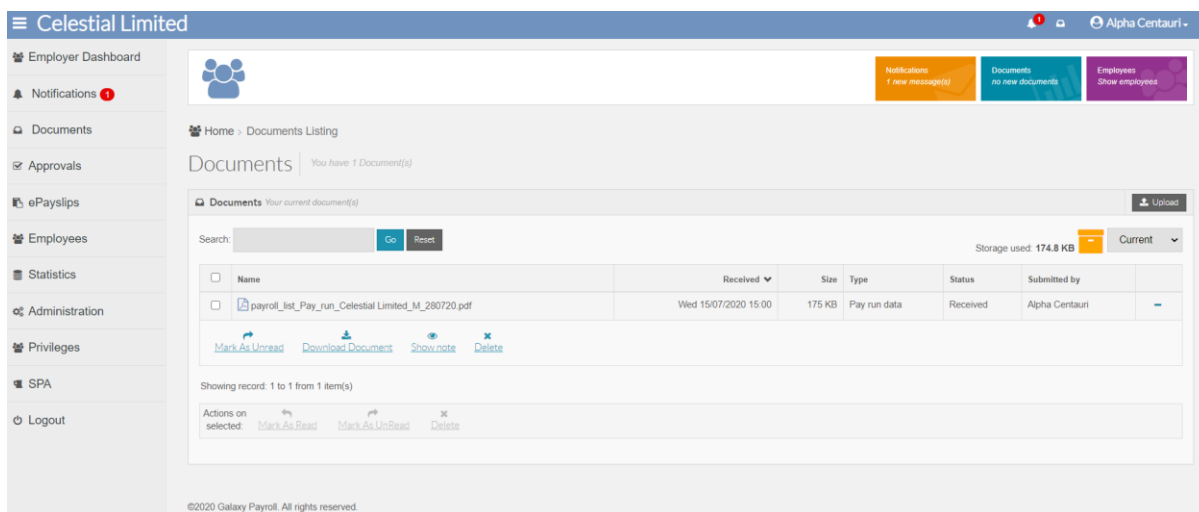 Celestial Limited
1
Alpha Centauri
Employer Dashboard
Notifications 1
Documents
Approvals
ePayslips
Employees
Statistics
Administration
Privileges
SPA
Logout
Notifications
1 new message(s)
Documents
no new documents
Employees
Show employees
Home > Documents Listing
Documents You have 1 Document(s)
Documents Your current document(s)
Upload
Search: Go Reset
Storage used: 174.8 KB Current
Name Received Size Type Status Submitted by
payroll_list_Pay_run_Celestial Limited_M_280720.pdf Wed 15/07/2020 15:00 175 KB Pay run data Received Alpha Centauri
Mark As Unread Download Document Show note Delete
Showing record: 1 to 1 from 1 item(s)
Actions on
selected: Mark As Read Mark As UnRead Delete
©2020 Galaxy Payroll. All rights reserved.